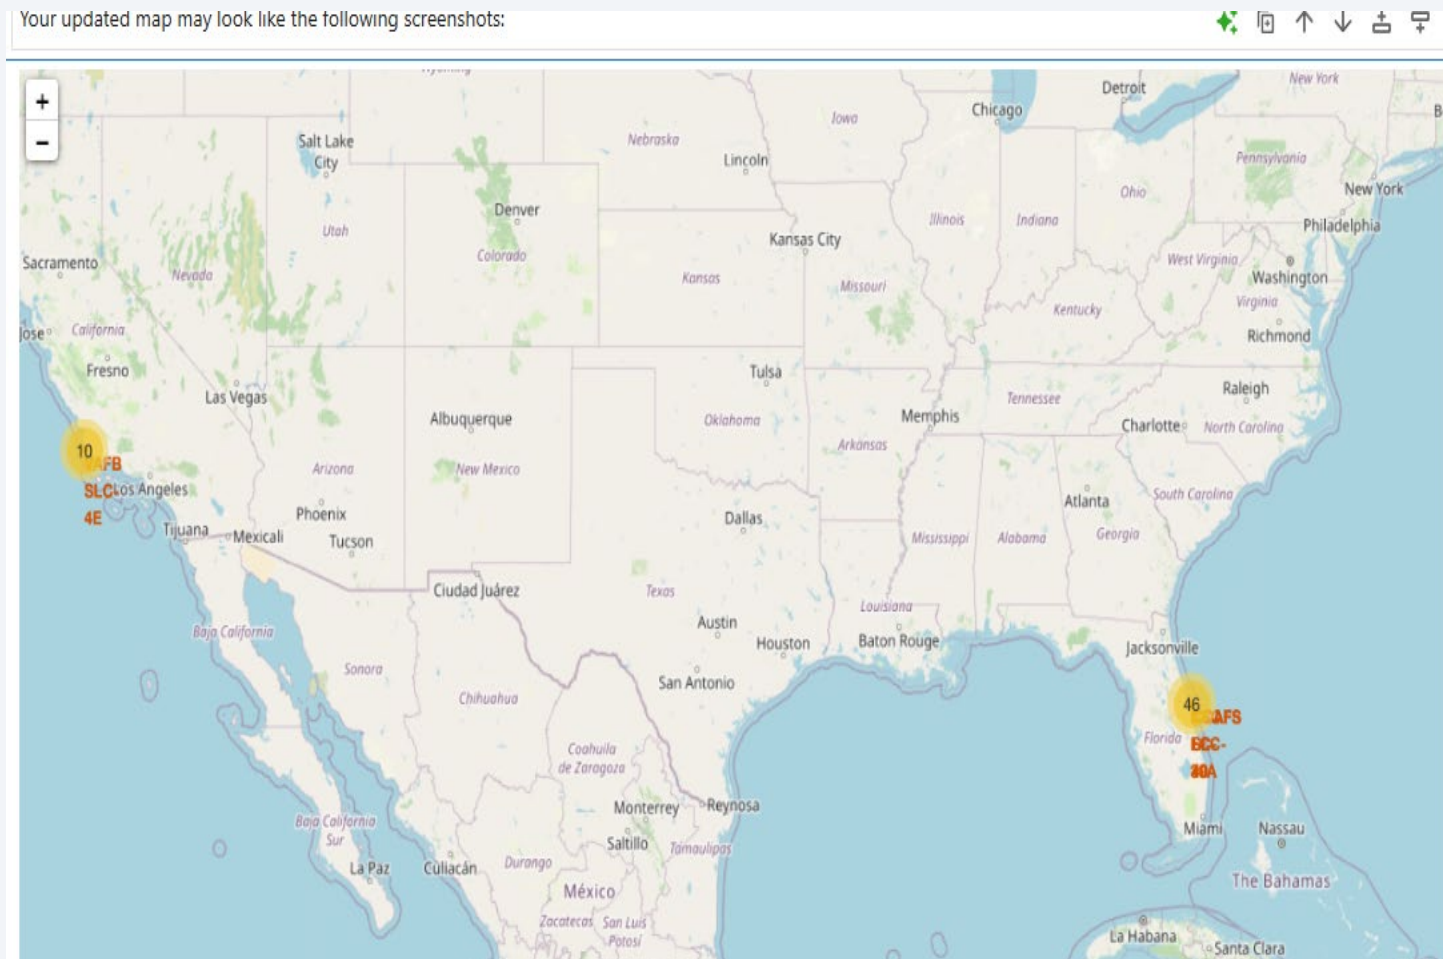 Your updated map may look like the following screenshots:
+
−
Detroit
New York
Chicago
Iowa
Nebraska
Salt Lake
City
Lincoln
Pennsylvania
New York
Ohio
Denver
Utah
Illinois
Indiana
Philadelphia
Kansas City
Colorado
Sacramento
Nevada
West Virginia
Washington
Kansas
Missouri
Virginia
Kentucky
Jose
California
Richmond
Fresno
Tulsa
Las Vegas
Raleigh
Tennessee
Albuquerque
Oklahoma
Memphis
Charlotte
North Carolina
Arkansas
10
VAFB
SLC-
4E
Los Angeles
Arizona
New Mexico
South Carolina
Atlanta
Phoenix
Dallas
Tijuana
Mexicali
Tucson
Mississippi
Alabama
Georgia
Ciudad Juárez
Texas
Louisiana
Austin
Baja California
Houston
Baton Rouge
Jacksonville
Sonora
San Antonio
Chihuahua
46
Florida
Coahuila
de Zaragoza
Monterrey
Reynosa
Baja California
Sur
Saltillo
Tamaulipas
Miami
Nassau
La Paz
Culiacán
Durango
México
The Bahamas
Zacatecas
San Luis
Potosí
La Habana
Santa Clara